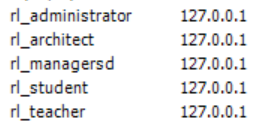 rl_administrator 127.0.0.1
rl_architect 127.0.0.1
rl_managersd 127.0.0.1
rl_student 127.0.0.1
rl_teacher 127.0.0.1